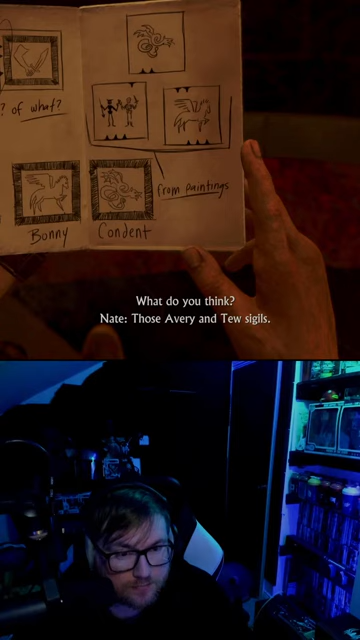 ? of what?
from paintings
Bonny
Condent
What do you think?
Nate: Those Avery and Tew sigils.